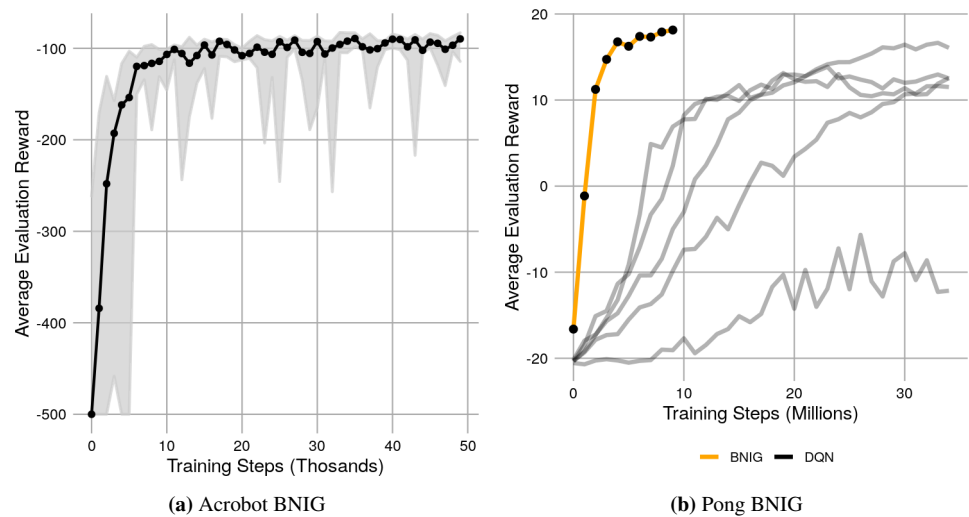 -100
-200
-300
-400
-500
Average Evaluation Reward
0
10
20
30
40
50
Training Steps (Thosands)
(a) Acrobot BNIG
20
10
0
-10
-20
Average Evaluation Reward
0
10
20
30
Training Steps (Millions)
BNIG
DQN
(b) Pong BNIG